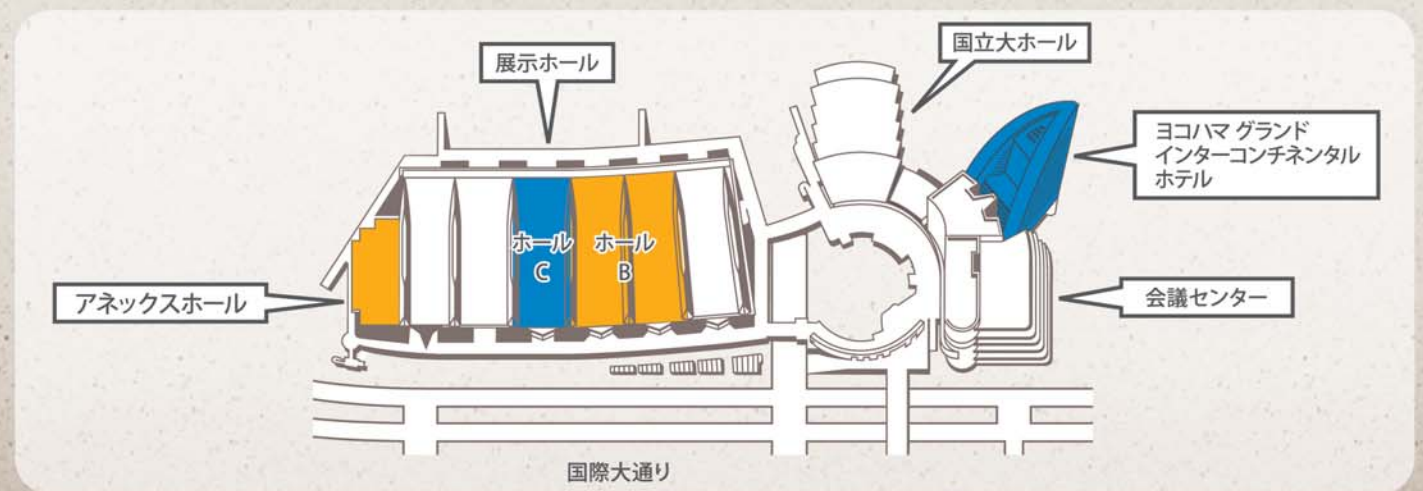 国立大ホール
展示ホール
ヨコハマ グランド
インターコンチネンタル
ホテル
ホール
C
ホール
B
アネックスホール
会議センター
国際大通り